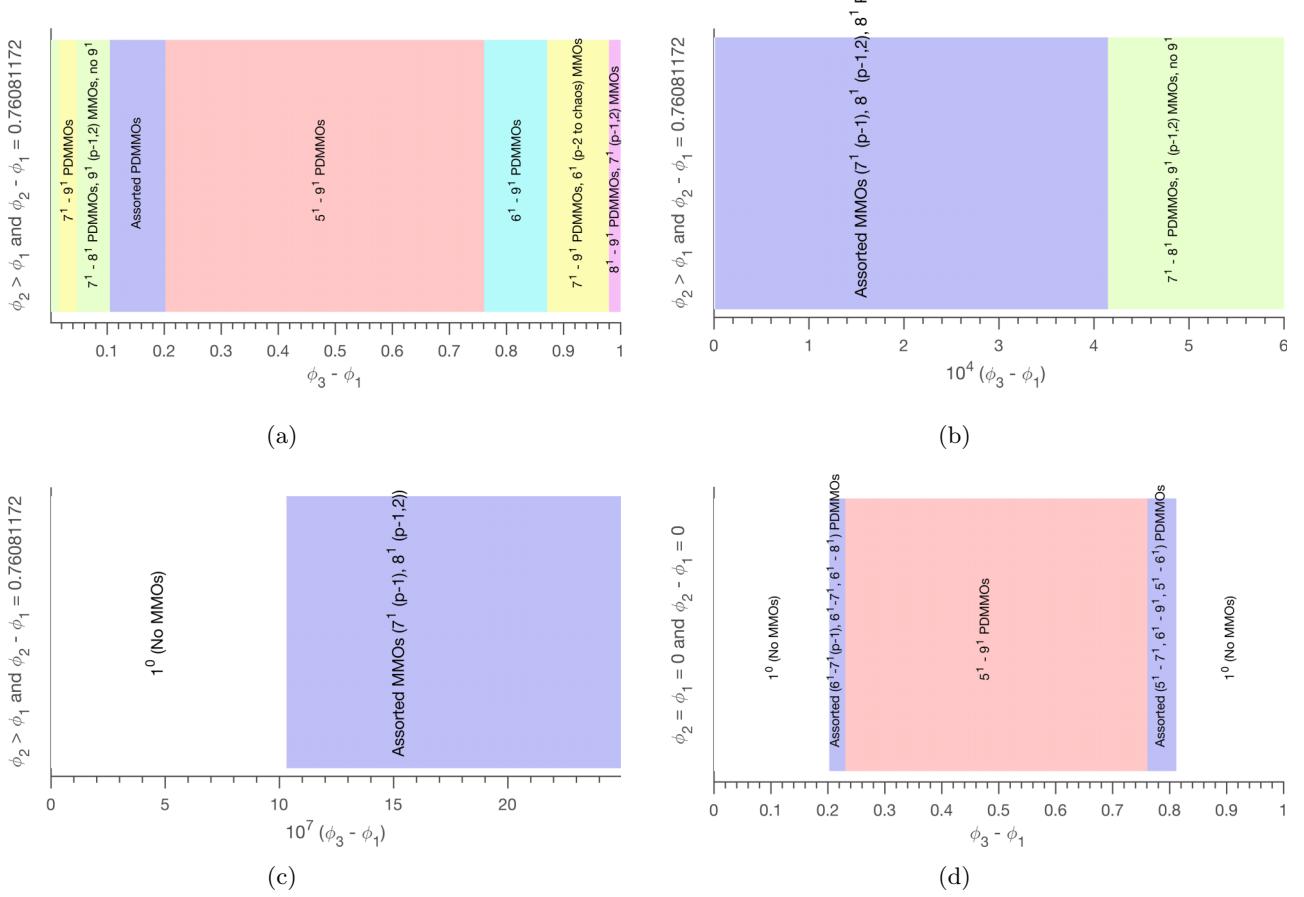 ϕ2 > ϕ1 and ϕ2 - ϕ1 = 0.76081172
7^1 - 9^1 PDMMOs
7^1 - 8^1 PDMMOs, 9^1 (p-1,2) MMOs, no 9^1
Assorted PDMMOs
5^1 - 9^1 PDMMOs
6^1 - 9^1 PDMMOs
7^1 - 9^1 PDMMOs, 6^1 (p-2 to chaos) MMOs
8^1 - 9^1 PDMMOs, 7^1 (p-1,2) MMOs
0.1 0.2 0.3 0.4 0.5 0.6 0.7 0.8 0.9 1
ϕ3 - ϕ1
(a)
ϕ2 > ϕ1 and ϕ2 - ϕ1 = 0.76081172
Assorted MMOs (7^1 (p-1), 8^1 (p-1,2), 8^1
7^1 - 8^1 PDMMOs, 9^1 (p-1,2) MMOs, no 9^1
0 1 2 3 4 5 6
10^4 (ϕ3 - ϕ1)
(b)
ϕ2 > ϕ1 and ϕ2 - ϕ1 = 0.76081172
1^0 (No MMOs)
Assorted MMOs (7^1 (p-1), 8^1 (p-1,2))
0 5 10 15 20
10^7 (ϕ3 - ϕ1)
(c)
ϕ2 = ϕ1 = 0 and ϕ2 - ϕ1 = 0
1^0 (No MMOs)
Assorted (6^1-7^1(p-1), 6^1-7^1, 6^1 - 8^1) PDMMOs
5^1 - 9^1 PDMMOs
Assorted (5^1 - 7^1, 6^1 - 9^1, 5^1 - 6^1) PDMMOs
1^0 (No MMOs)
0 0.1 0.2 0.3 0.4 0.5 0.6 0.7 0.8 0.9 1
ϕ3 - ϕ1
(d)